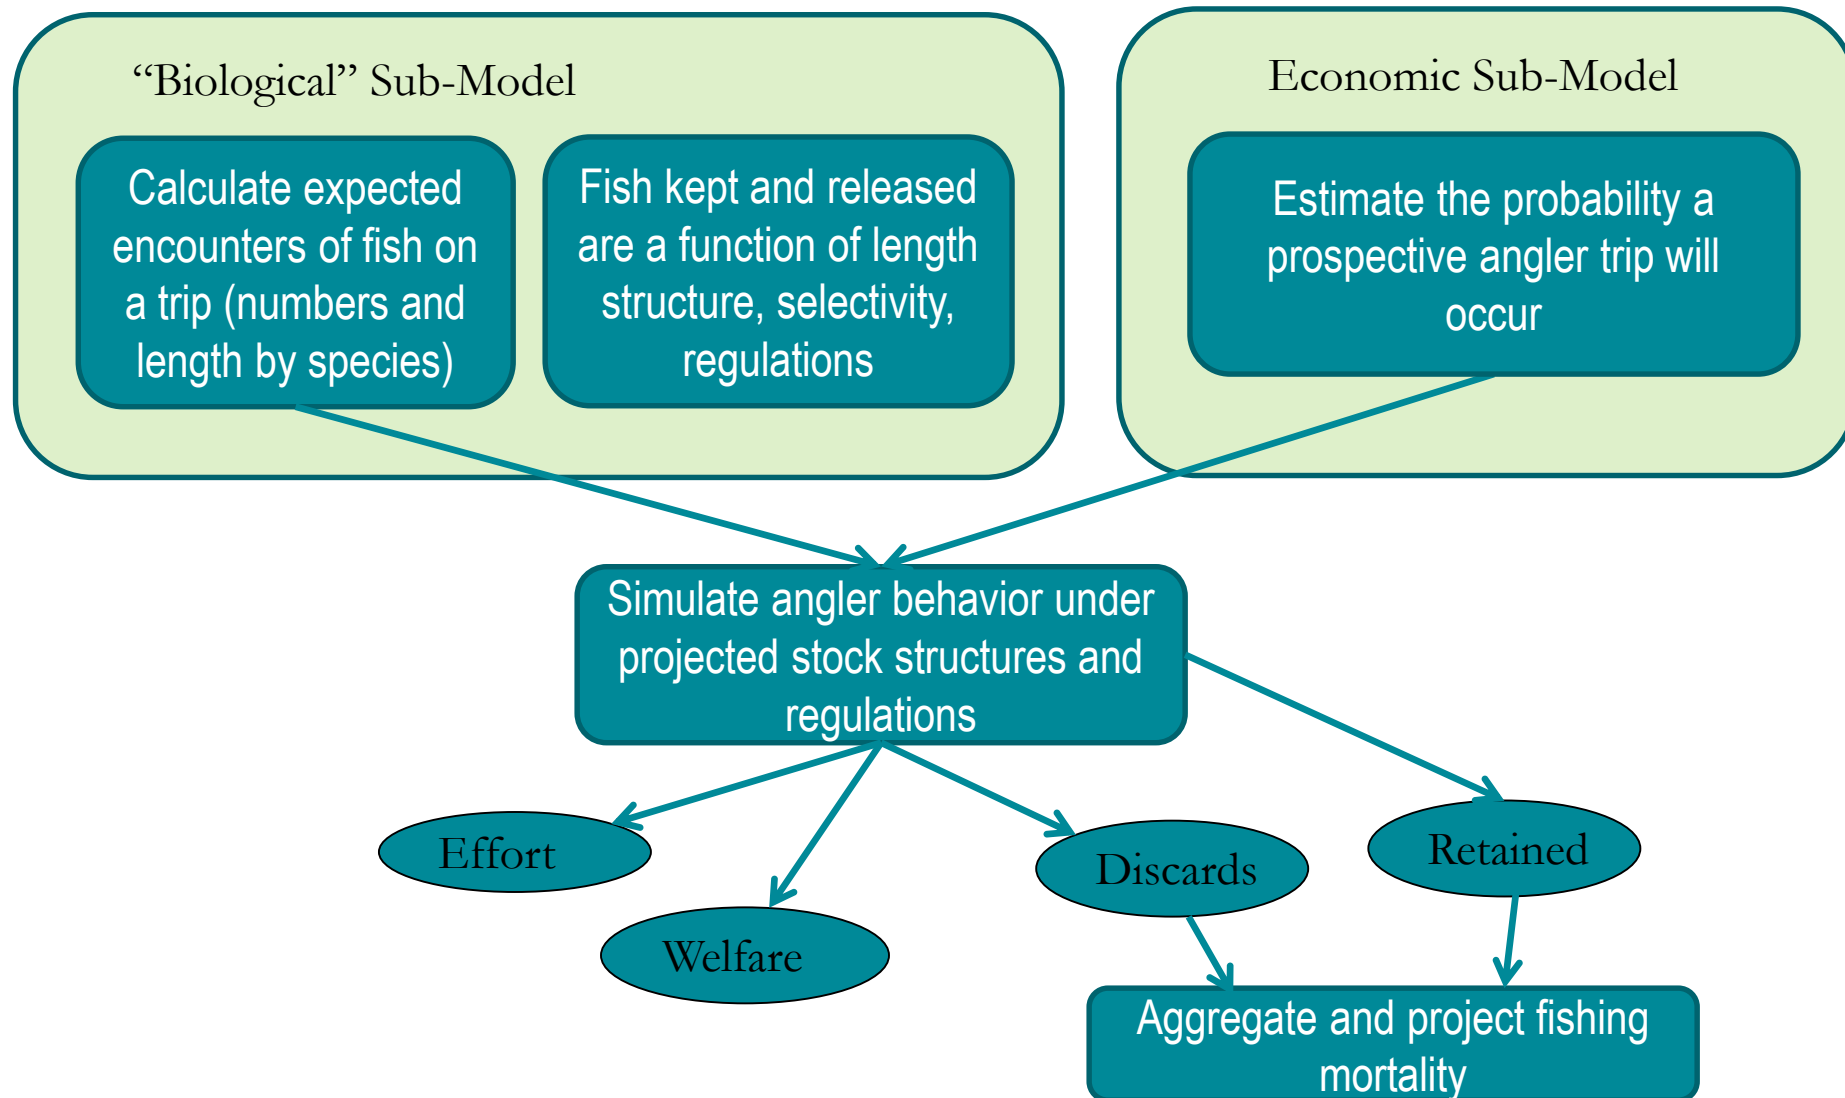 “Biological” Sub-Model
Calculate expected
encounters of fish on
a trip (numbers and
length by species)
Fish kept and released
are a function of length
structure, selectivity,
regulations
Economic Sub-Model
Estimate the probability a
prospective angler trip will
occur
Simulate angler behavior under
projected stock structures and
regulations
Effort
Welfare
Discards
Retained
Aggregate and project fishing
mortality